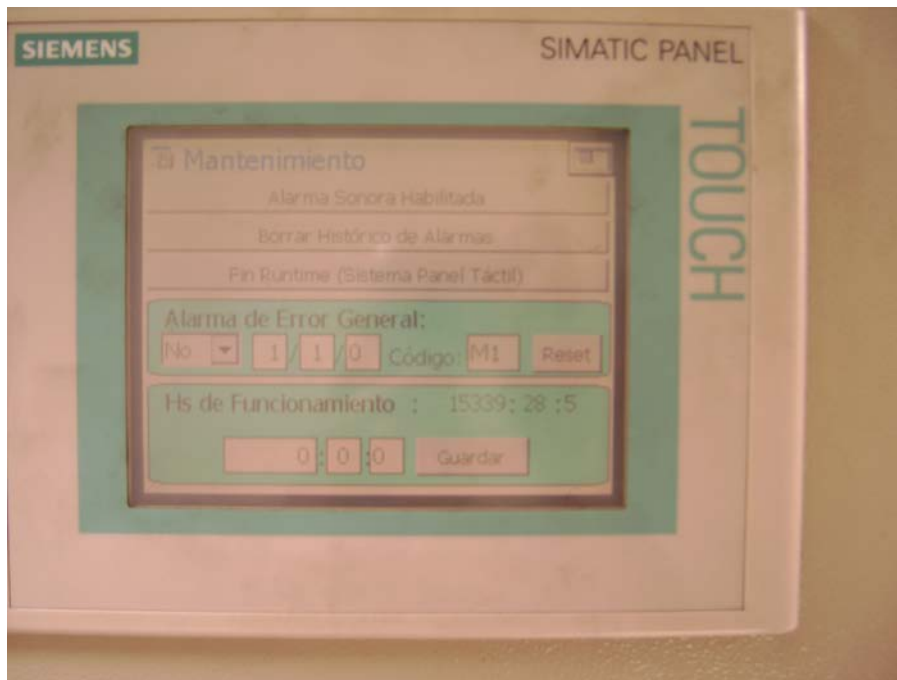 SIEMENS
SIMATIC PANEL
TOUCH
Mantenimiento
Alarma Sonora Habilitada
Borrar Histórico de Alarmas
Fin Runtime (Sistema Panel Táctil)
Alarma de Error General:
No 1 / 1 / 0 Código: M1 Reset
Hs de Funcionamiento : 15339: 28 :5
0 : 0 :0 Guardar